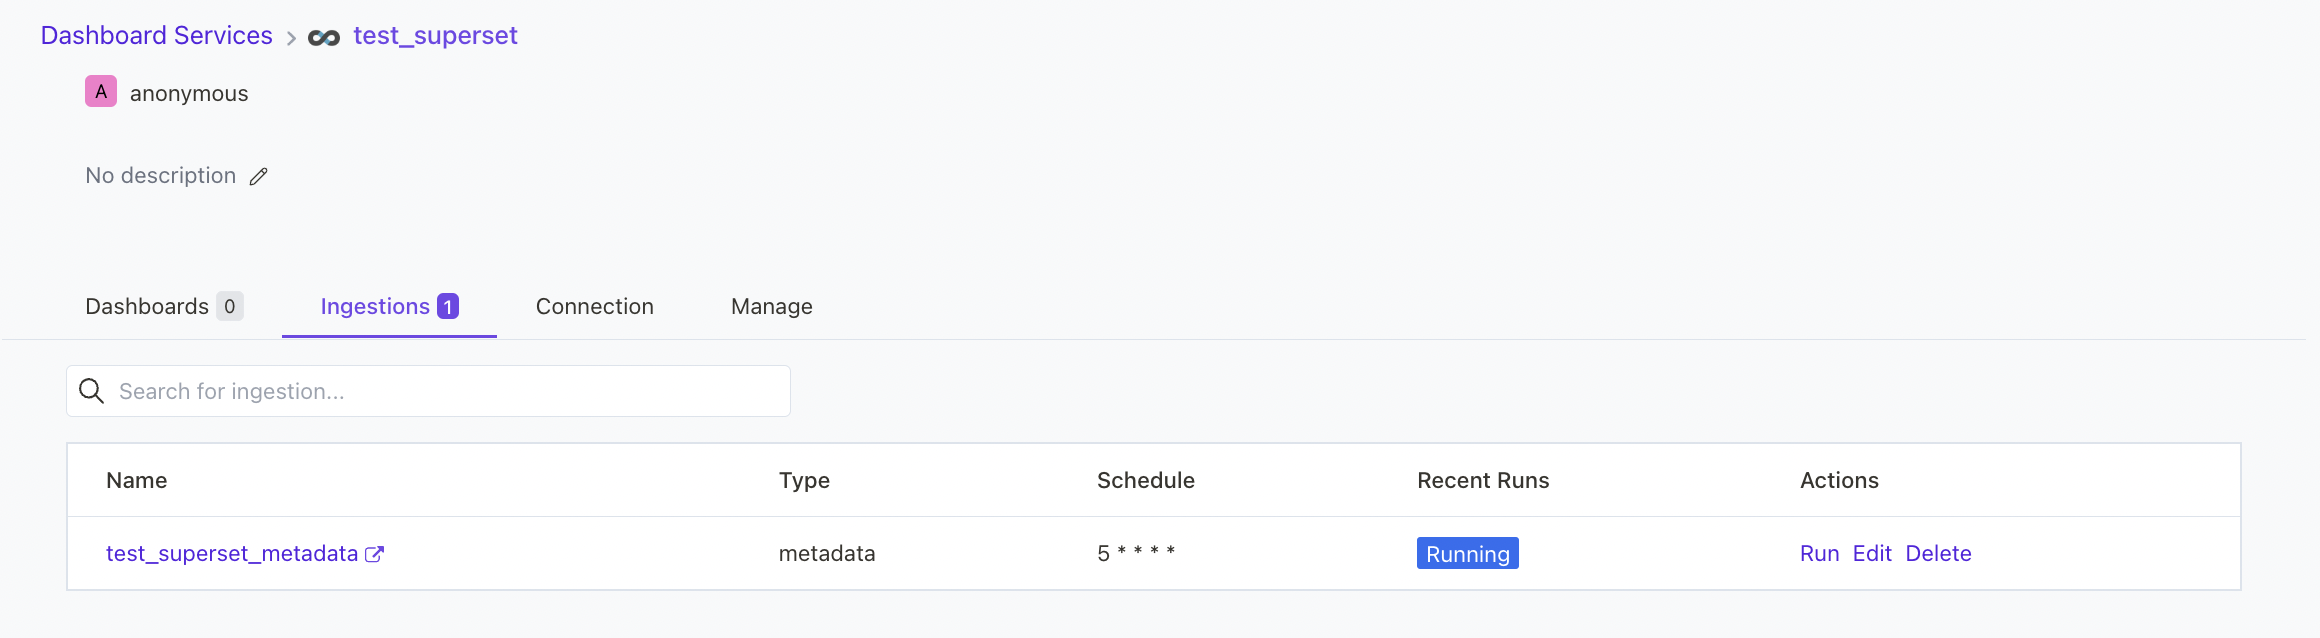 Dashboard Services > test_superset
A anonymous
No description
Dashboards 0 Ingestions 1 Connection Manage
Search for ingestion...
Name Type Schedule Recent Runs Actions
test_superset_metadata metadata 5 * * * * Running Run Edit Delete